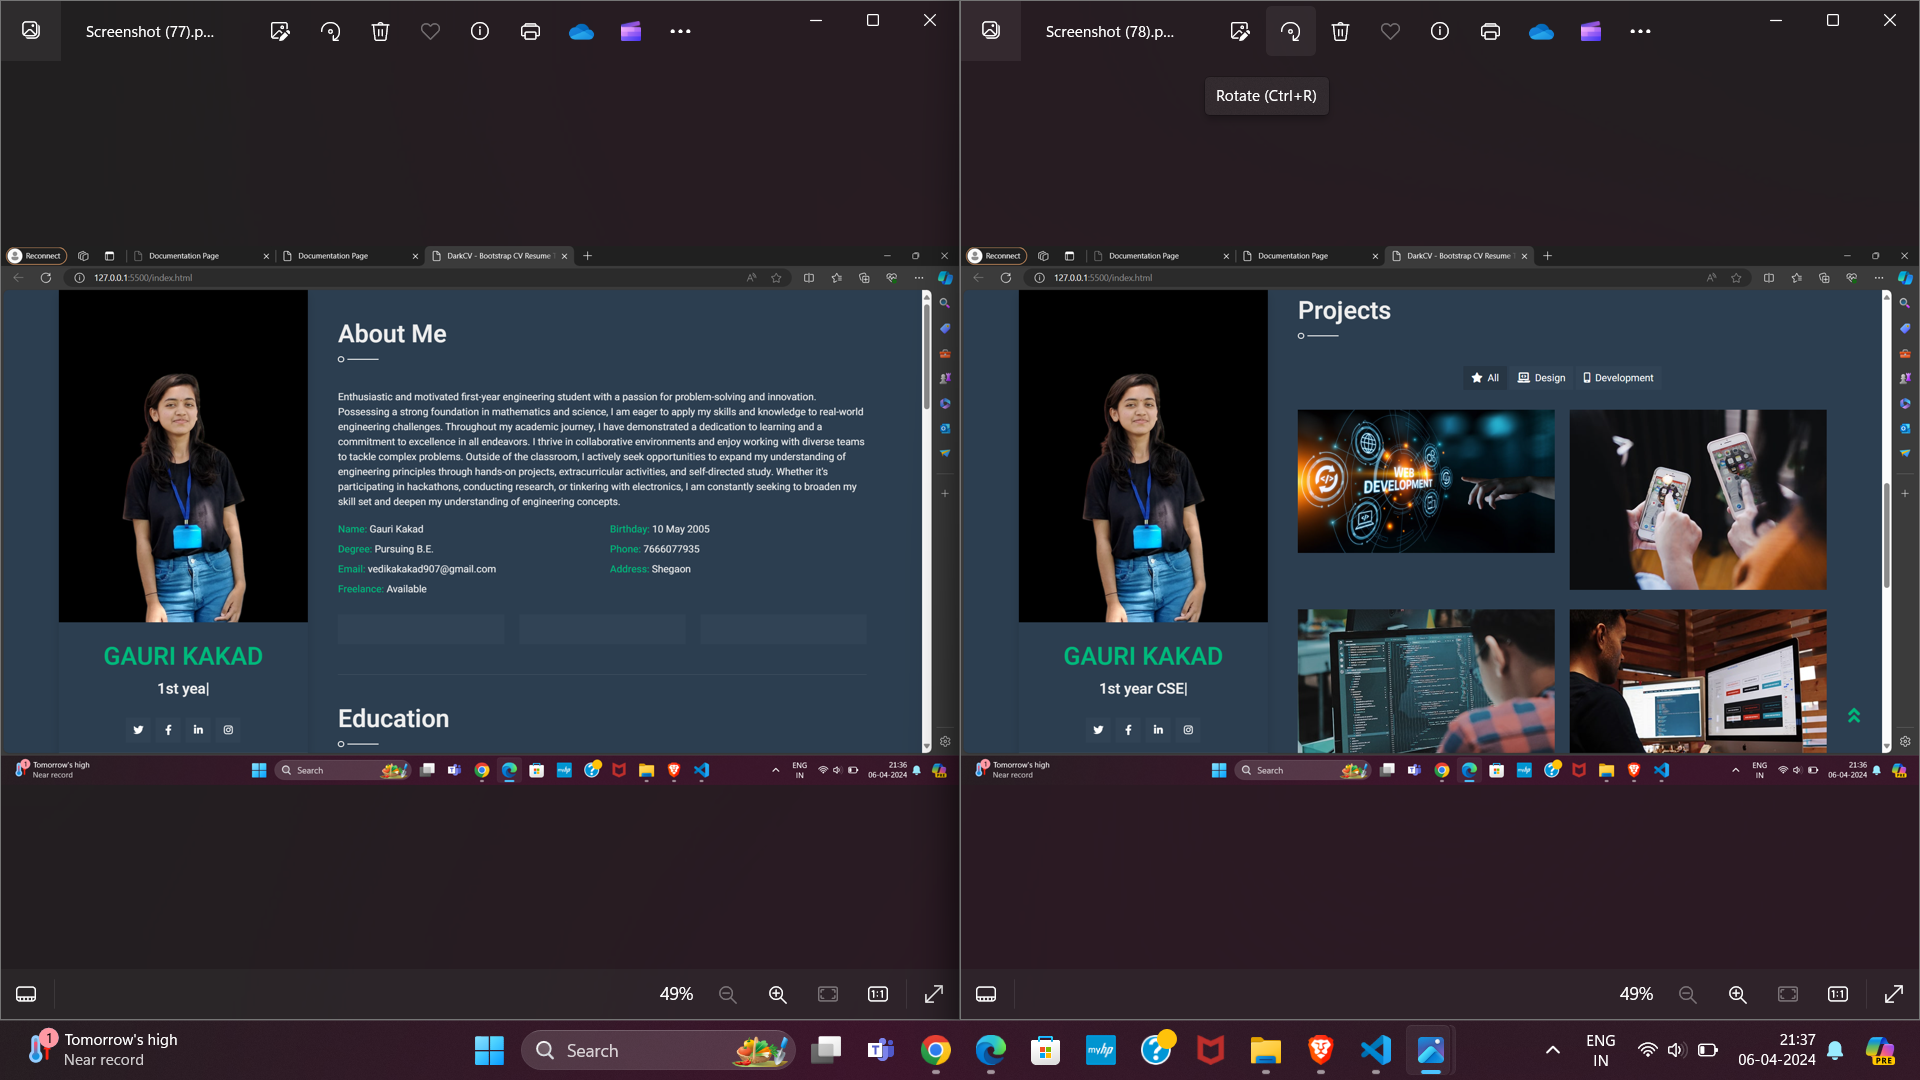 Screenshot (77).p...
Reconnect
Documentation Page
Documentation Page
DarkCV - Bootstrap CV Resume
127.0.0.1:5500/index.html
About Me
Enthusiastic and motivated first-year engineering student with a passion for problem-solving and innovation.
Possessing a strong foundation in mathematics and science, I am eager to apply my skills and knowledge to real-world
engineering challenges. Throughout my academic journey, I have demonstrated a dedication to learning and a
commitment to excellence in all endeavors. I thrive in collaborative environments and enjoy working with diverse teams
to tackle complex problems. Outside of the classroom, I actively seek opportunities to expand my understanding of
engineering principles through hands-on projects, extracurricular activities, and self-directed study. Whether it's
participating in hackathons, conducting research, or tinkering with electronics, I am constantly seeking to broaden my
skill set and deepen my understanding of engineering concepts.
Name: Gauri Kakad
Birthday: 10 May 2005
Degree: Pursuing B.E.
Phone: 7666077935
Email: vedikakakad907@gmail.com
Address: Shegaon
Freelance: Available
GAURI KAKAD
1st yea|
Education
Tomorrow's high
Near record
Search
ENG
IN
21:36
06-04-2024
49%
Screenshot (78).p...
Rotate (Ctrl+R)
Reconnect
Documentation Page
Documentation Page
DarkCV - Bootstrap CV Resume
127.0.0.1:5500/index.html
Projects
All
Design
Development
WEB
DEVELOPMENT
GAURI KAKAD
1st year CSE|
Tomorrow's high
Near record
Search
ENG
IN
21:36
06-04-2024
49%
1
Tomorrow's high
Near record
Search
myhp
ENG
IN
21:37
06-04-2024
PRE